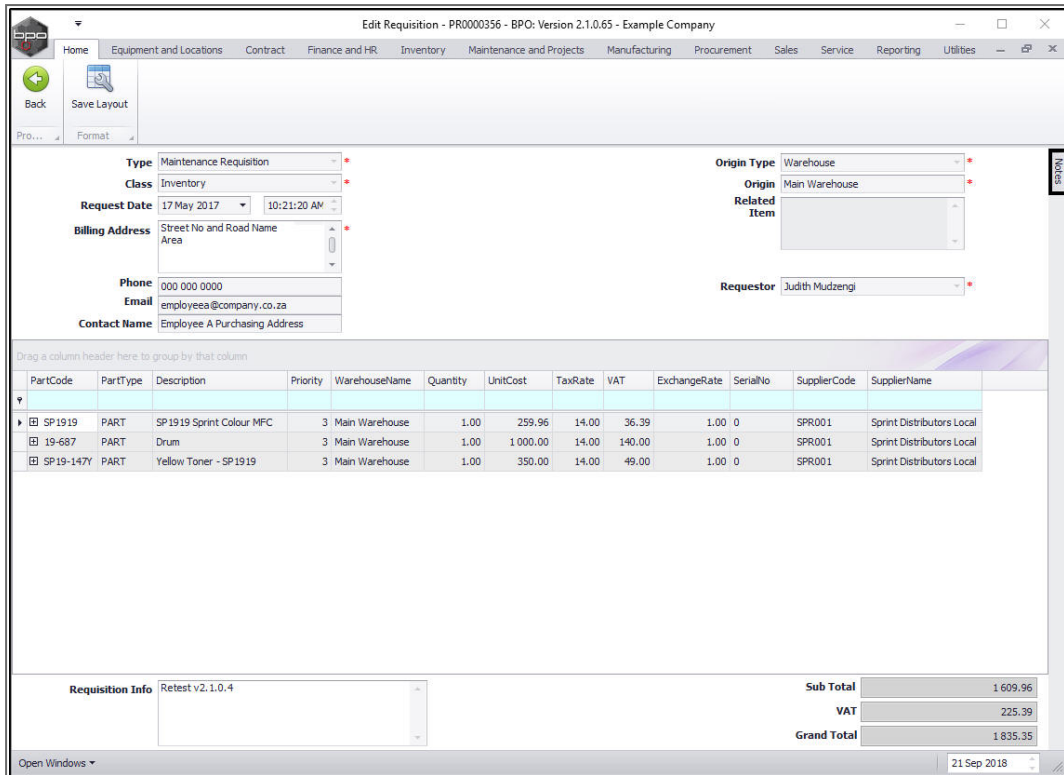 Edit Requisition - PR0000356 - BPO: Version 2.1.0.65 - Example Company
bpo
Home Equipment and Locations Contract Finance and HR Inventory Maintenance and Projects Manufacturing Procurement Sales Service Reporting Utilities
Back Save Layout
Pro... Format
Type Maintenance Requisition * Origin Type Warehouse *
Class Inventory * Origin Main Warehouse *
Request Date 17 May 2017 10:21:20 AM Related Item
Billing Address Street No and Road Name *
Area
Phone 000 000 0000 Requestor Judith Mudzengi *
Email employeea@company.co.za
Contact Name Employee A Purchasing Address
Notes
Drag a column header here to group by that column
PartCode PartType Description Priority WarehouseName Quantity UnitCost TaxRate VAT ExchangeRate SerialNo SupplierCode SupplierName
SP1919 PART SP1919 Sprint Colour MFC 3 Main Warehouse 1.00 259.96 14.00 36.39 1.00 0 SPR001 Sprint Distributors Local
19-687 PART Drum 3 Main Warehouse 1.00 1 000.00 14.00 140.00 1.00 0 SPR001 Sprint Distributors Local
SP19-147Y PART Yellow Toner - SP1919 3 Main Warehouse 1.00 350.00 14.00 49.00 1.00 0 SPR001 Sprint Distributors Local
Requisition Info Retest v2.1.0.4 Sub Total 1 609.96
VAT 225.39
Grand Total 1 835.35
Open Windows 21 Sep 2018